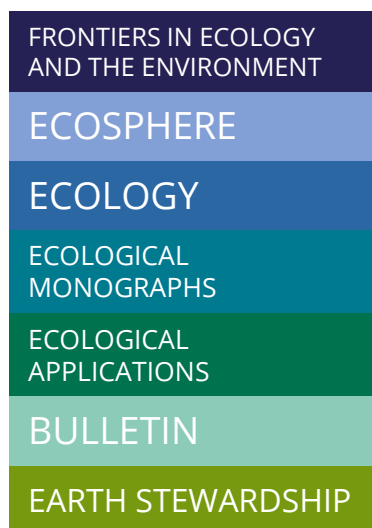 FRONTIERS IN ECOLOGY
AND THE ENVIRONMENT
ECOSPHERE
ECOLOGY
ECOLOGICAL
MONOGRAPHS
ECOLOGICAL
APPLICATIONS
BULLETIN
EARTH STEWARDSHIP